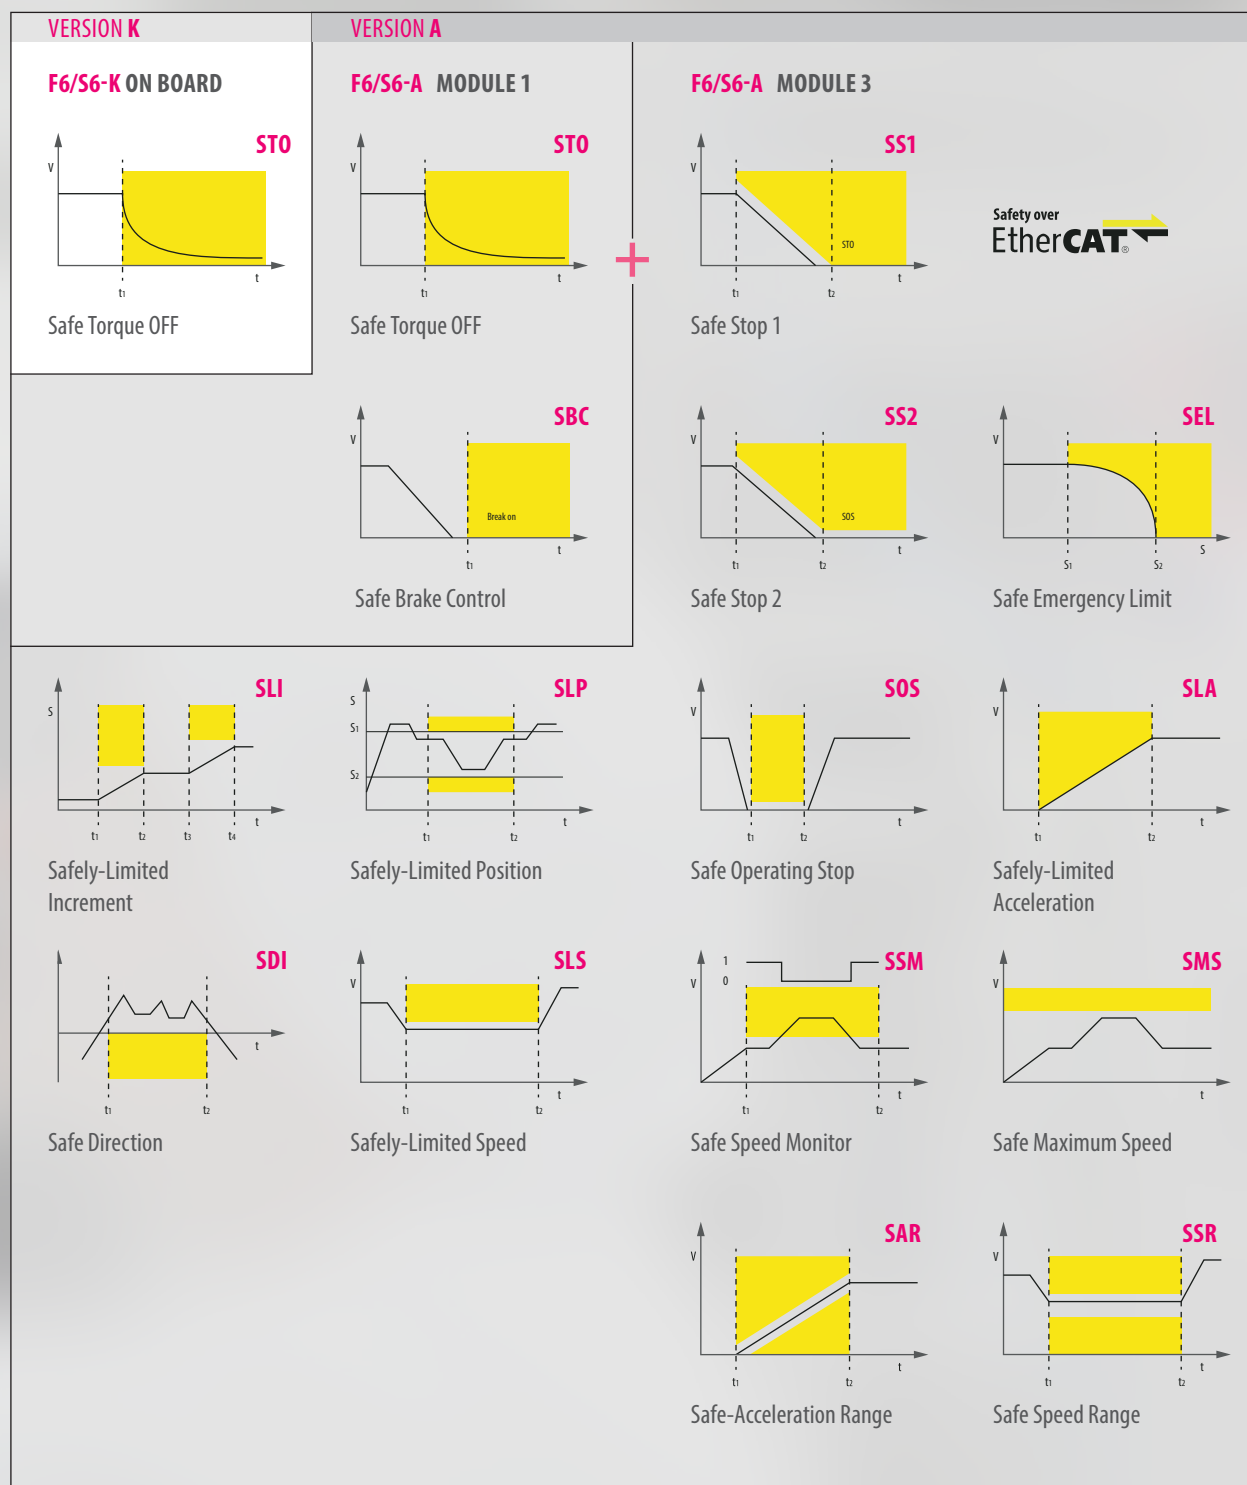 VERSION K
VERSION A
F6/S6-K ON BOARD
F6/S6-A MODULE 1
F6/S6-A MODULE 3
STO
V
t
t1
Safe Torque OFF
STO
V
t
t1
Safe Torque OFF
+
SS1
V
STO
t
t1
t2
Safe Stop 1
Safety over
EtherCAT®
SBC
V
Break on
t
t1
Safe Brake Control
SS2
V
SOS
t
t1
t2
Safe Stop 2
SEL
V
S
S1
S2
Safe Emergency Limit
SLI
S
t
t1
t2
t3
t4
Safely-Limited
Increment
SLP
S
S1
S2
t
t1
t2
Safely-Limited Position
SOS
V
t
t1
t2
Safe Operating Stop
SLA
V
t
t1
t2
Safely-Limited
Acceleration
SDI
t
t1
t2
Safe Direction
SLS
V
t
t1
t2
Safely-Limited Speed
SSM
1
0
V
t
t1
t2
Safe Speed Monitor
SMS
V
t
Safe Maximum Speed
SAR
V
t
t1
t2
Safe-Acceleration Range
SSR
V
t
t1
t2
Safe Speed Range